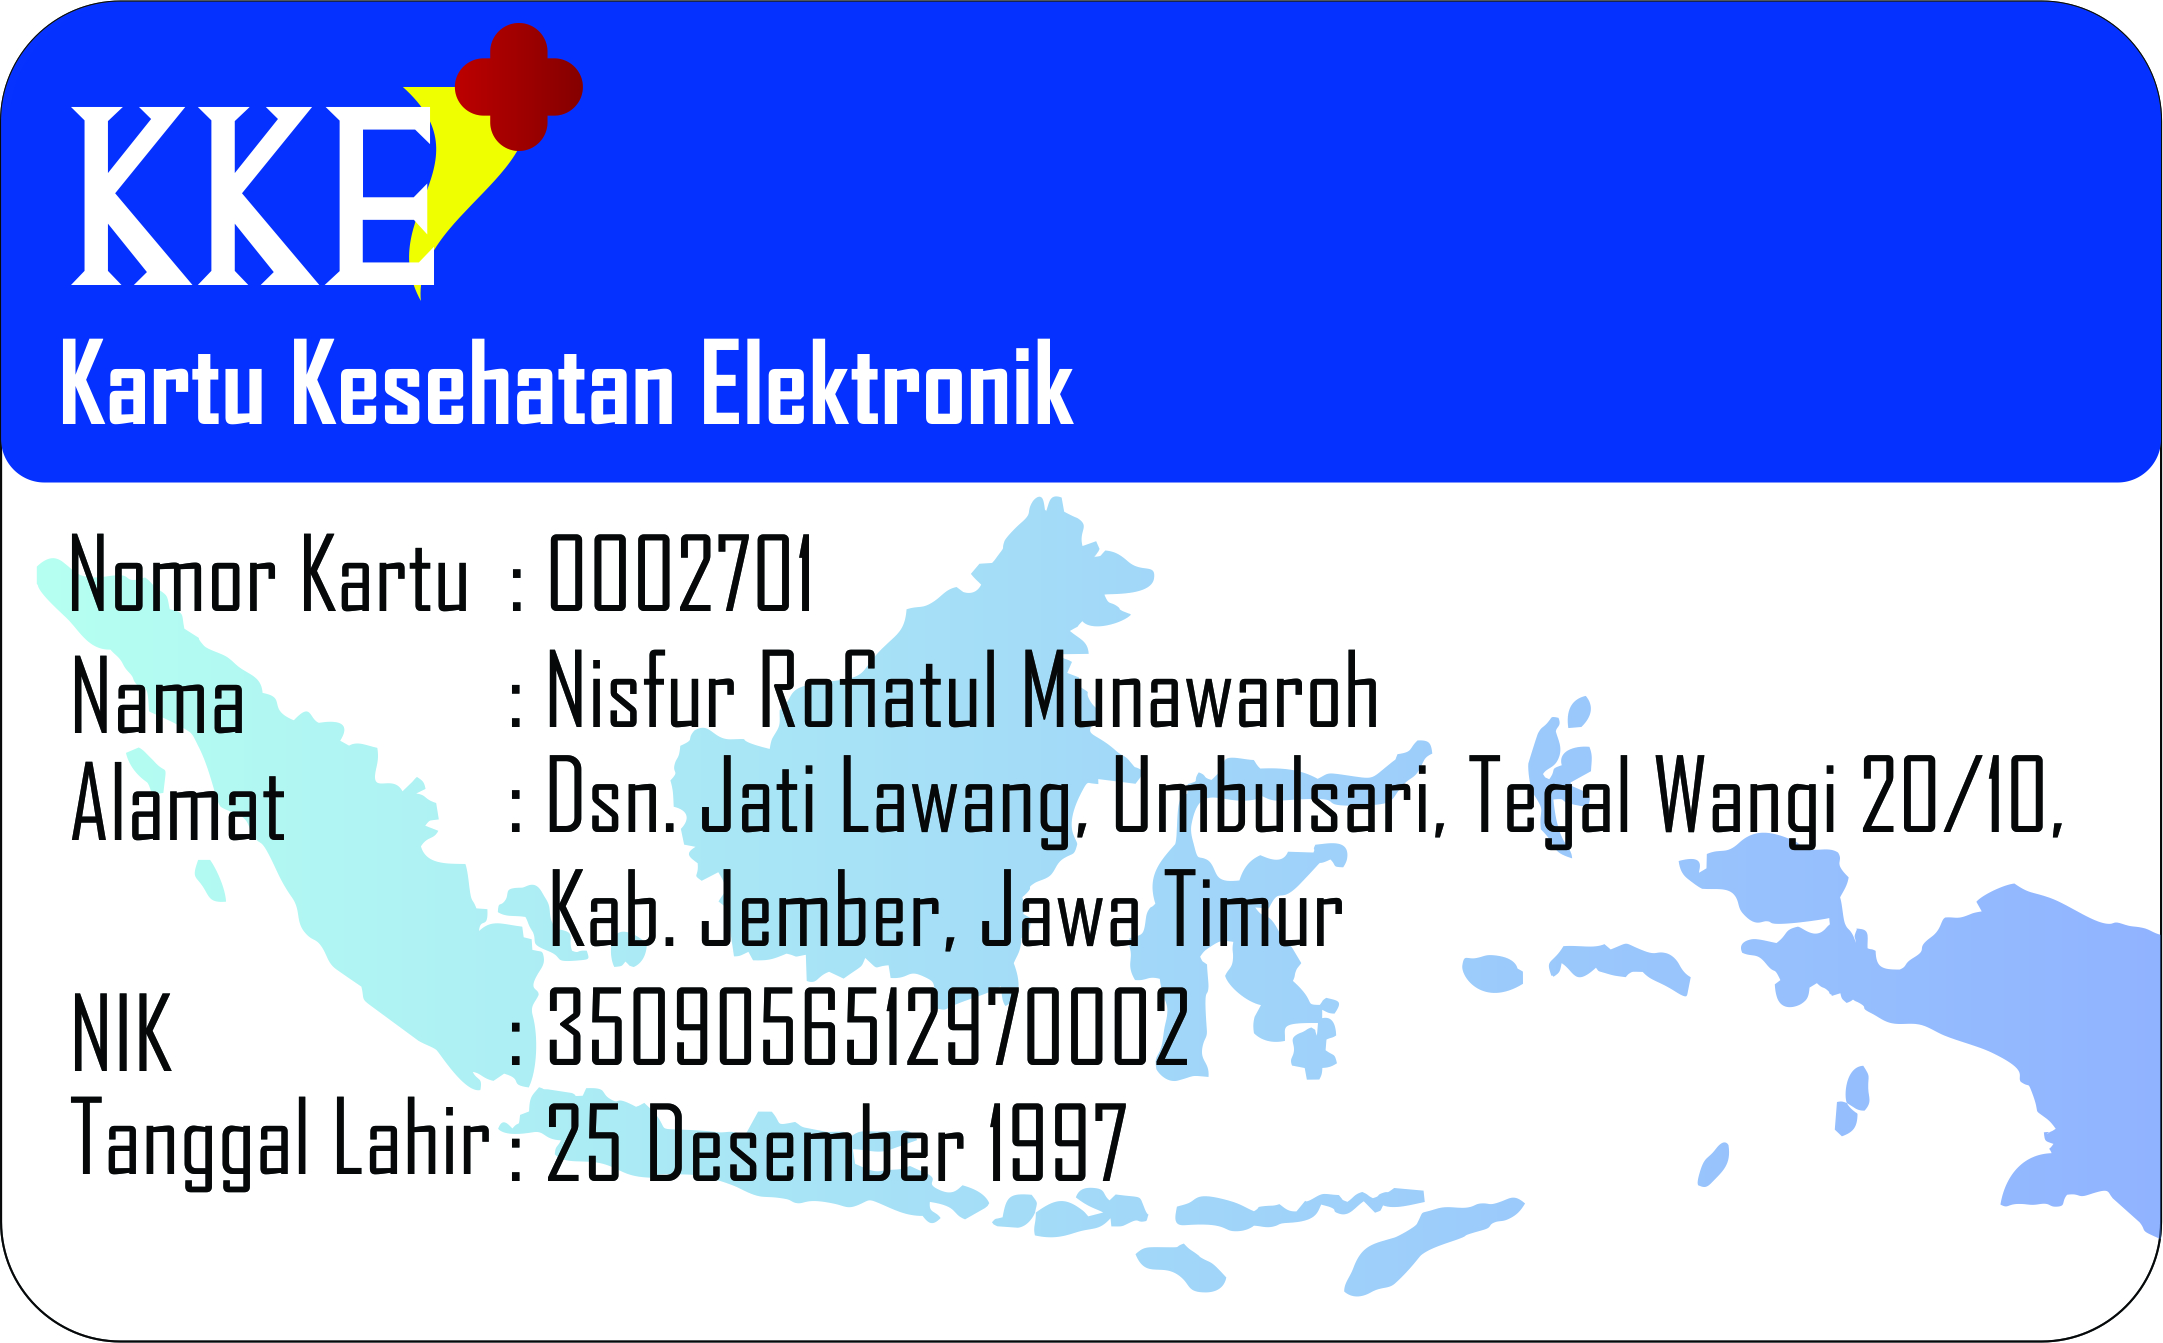 KKE
Kartu Kesehatan Elektronik
Nomor Kartu : 0002701
Nama : Nisfur Rofiatul Munawaroh
Alamat : Dsn. Jati Lawang, Umbulsari, Tegal Wangi 20/10,
Kab. Jember, Jawa Timur
NIK : 3509056512970002
Tanggal Lahir : 25 Desember 1997